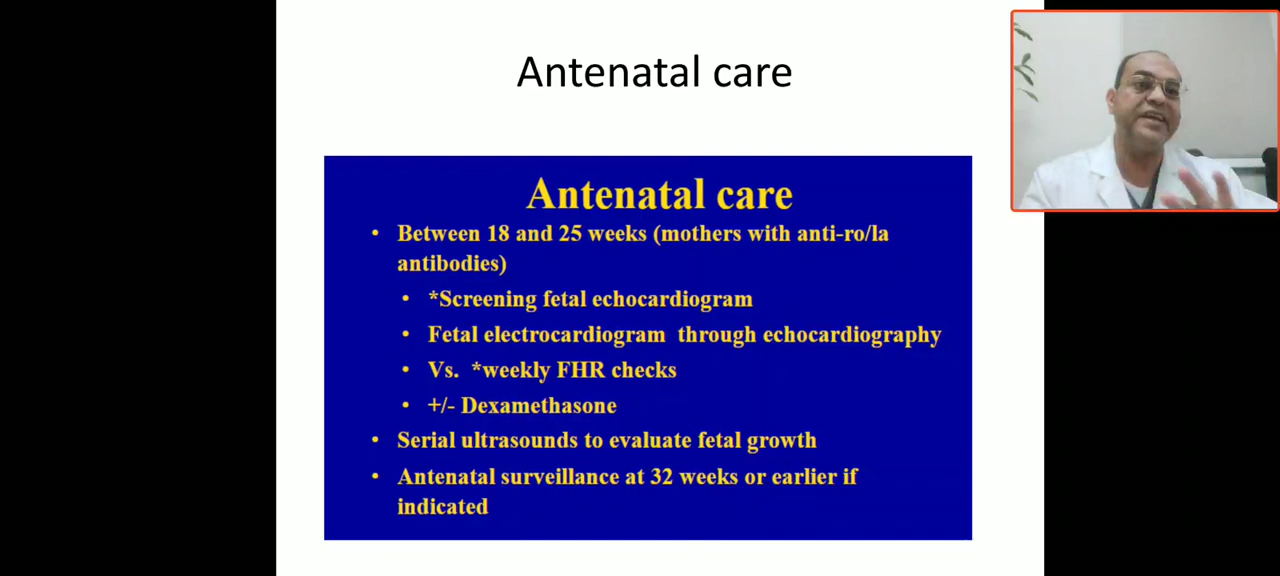 Antenatal care
Antenatal care
• Between 18 and 25 weeks (mothers with anti-ro/la
antibodies)
• *Screening fetal echocardiogram
• Fetal electrocardiogram through echocardiography
• Vs. *weekly FHR checks
• +/- Dexamethasone
• Serial ultrasounds to evaluate fetal growth
• Antenatal surveillance at 32 weeks or earlier if
indicated